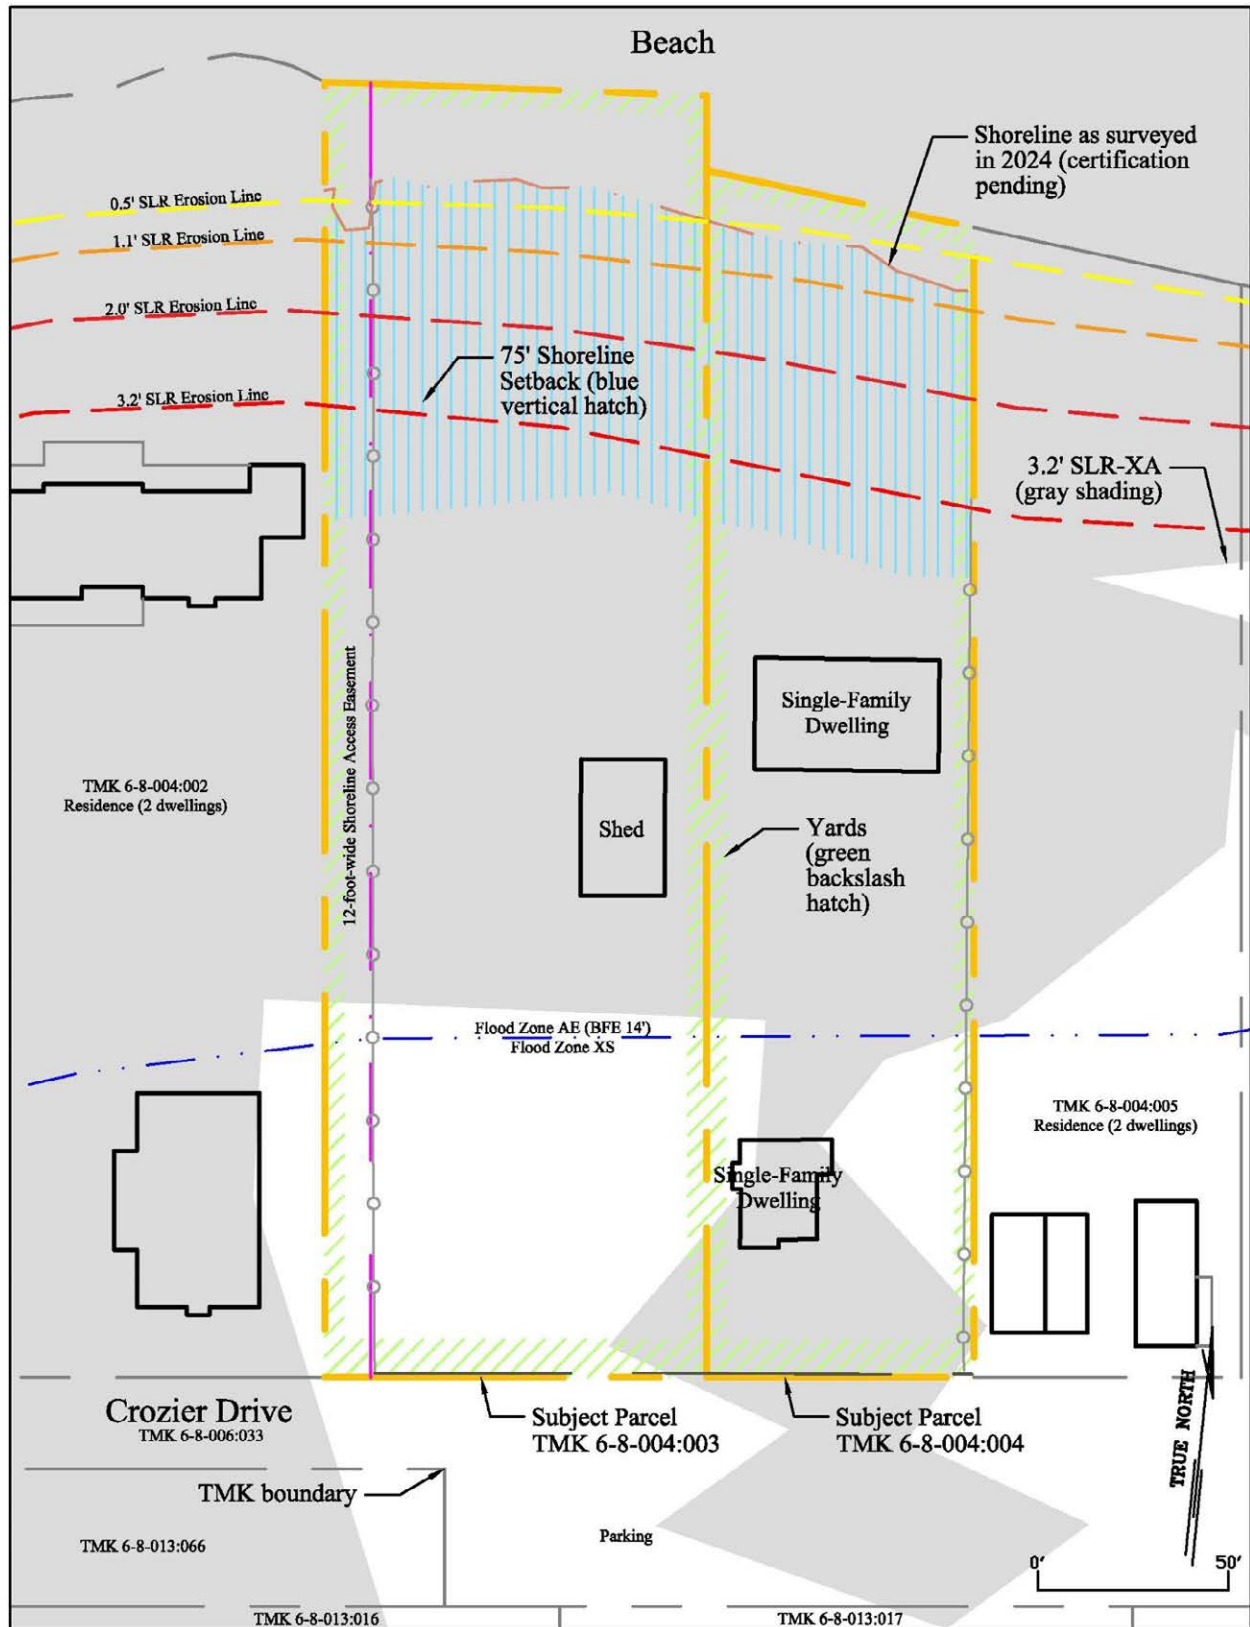 Beach
Shoreline as surveyed
in 2024 (certification
pending)
0.5' SLR Erosion Line
1.1' SLR Erosion Line
2.0' SLR Erosion Line
75' Shoreline
Setback (blue
vertical hatch)
3.2' SLR Erosion Line
3.2' SLR-XA
(gray shading)
12-foot-wide Shoreline Access Easement
Single-Family
Dwelling
TMK 6-8-004:002
Residence (2 dwellings)
Shed
Yards
(green
backslash
hatch)
Flood Zone AE (BFE 14')
Flood Zone XS
TMK 6-8-004:005
Residence (2 dwellings)
Single-Family
Dwelling
Crozier Drive
TMK 6-8-006:033
Subject Parcel
TMK 6-8-004:003
Subject Parcel
TMK 6-8-004:004
TRUE NORTH
TMK boundary
Parking
TMK 6-8-013:066
0' 50'
TMK 6-8-013:016
TMK 6-8-013:017